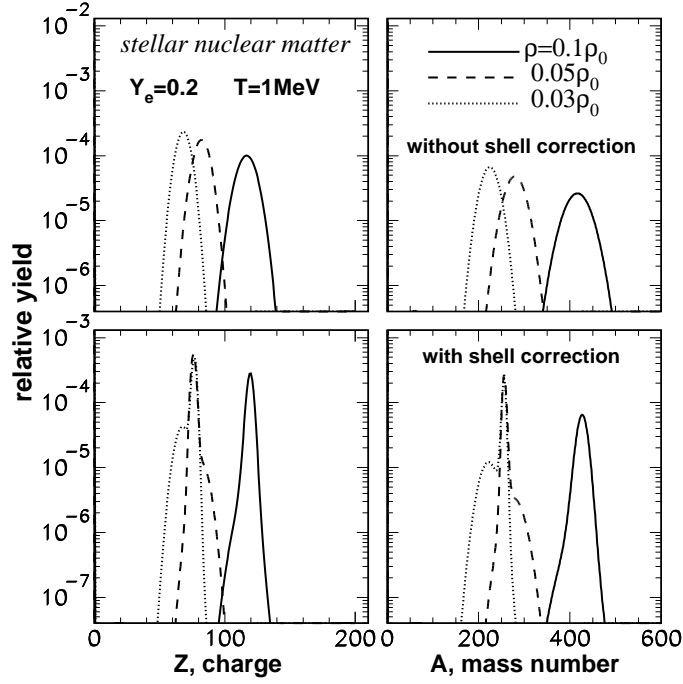 10⁻²
10⁻³
10⁻⁴
10⁻⁵
10⁻⁶
stellar nuclear matter
Yₑ=0.2 T=1MeV
ρ=0.1ρ₀
0.05ρ₀
0.03ρ₀
without shell correction
relative yield
10⁻³
10⁻⁴
10⁻⁵
10⁻⁶
10⁻⁷
with shell correction
0 100 200
0 200 400 600
Z, charge
A, mass number